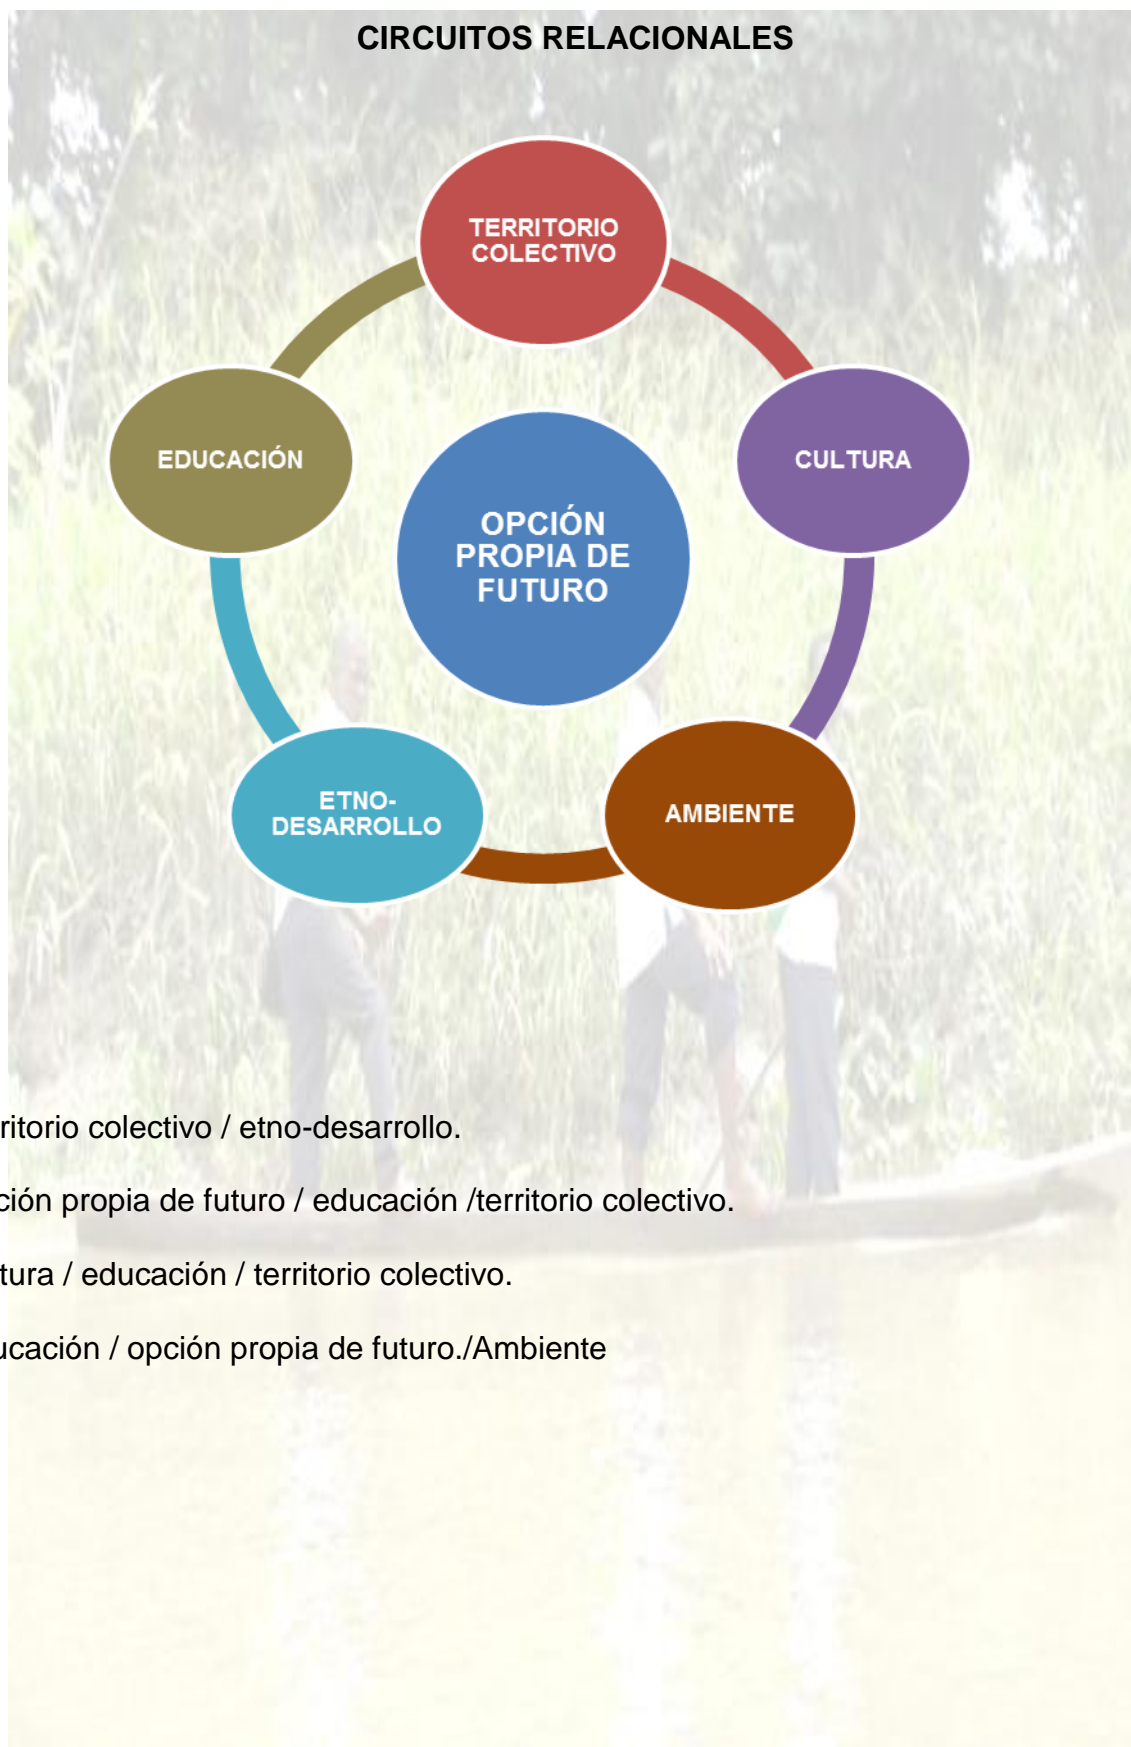 CIRCUITOS RELACIONALES
TERRITORIO
COLECTIVO
EDUCACIÓN
CULTURA
OPCIÓN
PROPIA DE
FUTURO
ETNO-
DESARROLLO
AMBIENTE
ritorio colectivo / etno-desarrollo.
ción propia de futuro / educación /territorio colectivo.
tura / educación / territorio colectivo.
ucación / opción propia de futuro./Ambiente